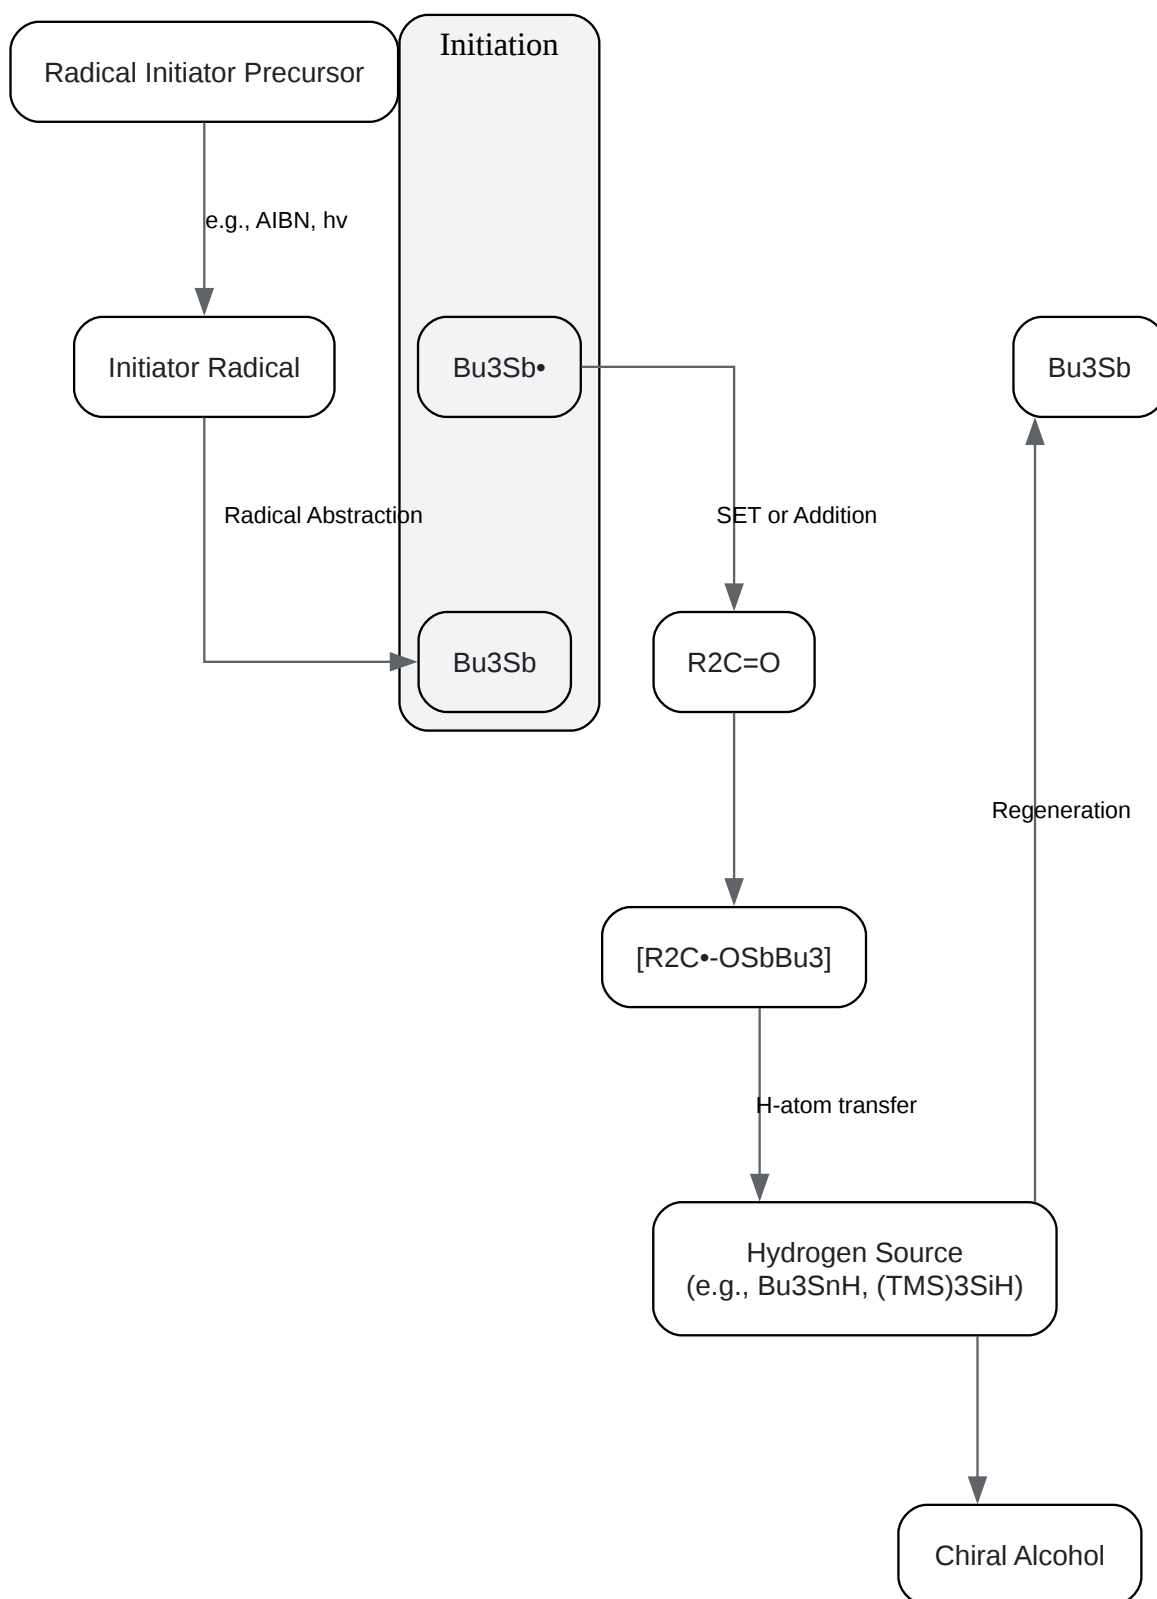 Radical Initiator Precursor
Initiation
e.g., AIBN, hv
Initiator Radical
Bu3Sb•
Bu3Sb
Radical Abstraction
SET or Addition
Bu3Sb
R2C=O
Regeneration
[R2C•-OSbBu3]
H-atom transfer
Hydrogen Source
(e.g., Bu3SnH, (TMS)3SiH)
Chiral Alcohol